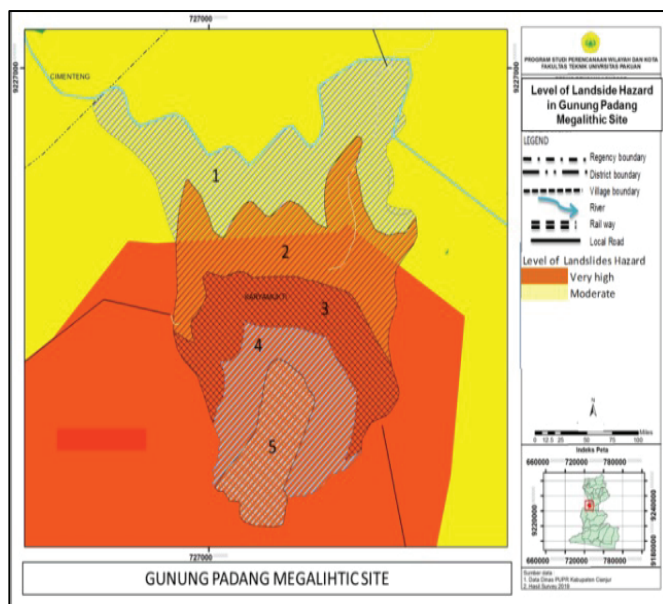 727000
9227000
9227000
CIMENTENG
1
2
KARYAMUKTI
3
4
5
727000
GUNUNG PADANG MEGALIHTIC SITE
PROGRAM STUDI PERENCANAAN WILAYAH DAN KOTA
FAKULTAS TEKNIK UNIVERSITAS PAKUAN
Level of Landside Hazard
in Gunung Padang
Megalithic Site
LEGEND
Regency boundary
District boundary
Village boundary
River
Rail way
Local Road
Level of Landslides Hazard
Very high
Moderate
N
0 12.5 25 50 75 100
Miles
Indeks Peta
660000 720000 780000
9220000
9240000
9180000
660000 720000 780000
Sumber data :
1. Data Dinas PUPR Kabupaten Cianjur
2. Hasil Survey 2018